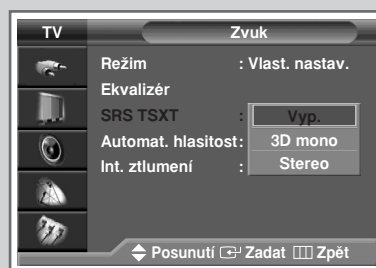 TV Zvuk
Režim : Vlast. nastav.
Ekvalizér
SRS TSXT : Vyp.
Automat. hlasitost: 3D mono
Int. ztlumení : Stereo
Posunutí Zadat Zpět